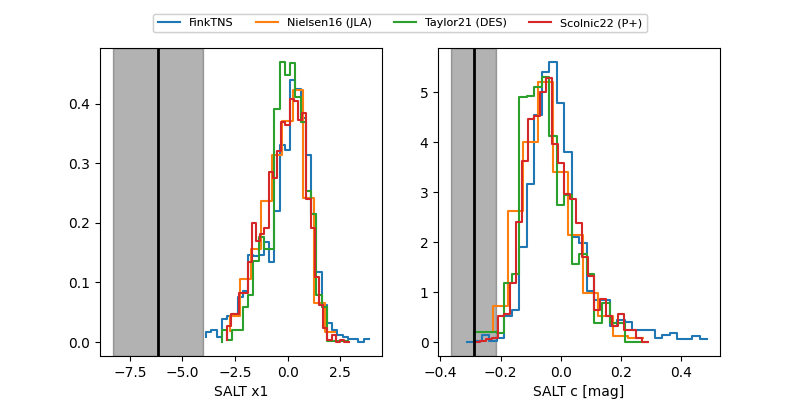 FinkTNS Nielsen16 (JLA) Taylor21 (DES) Scolnic22 (P+)
0.4
0.3
0.2
0.1
0.0
−7.5 −5.0 −2.5 0.0 2.5
SALT x1
5
4
3
2
1
0
−0.4 −0.2 0.0 0.2 0.4
SALT c [mag]